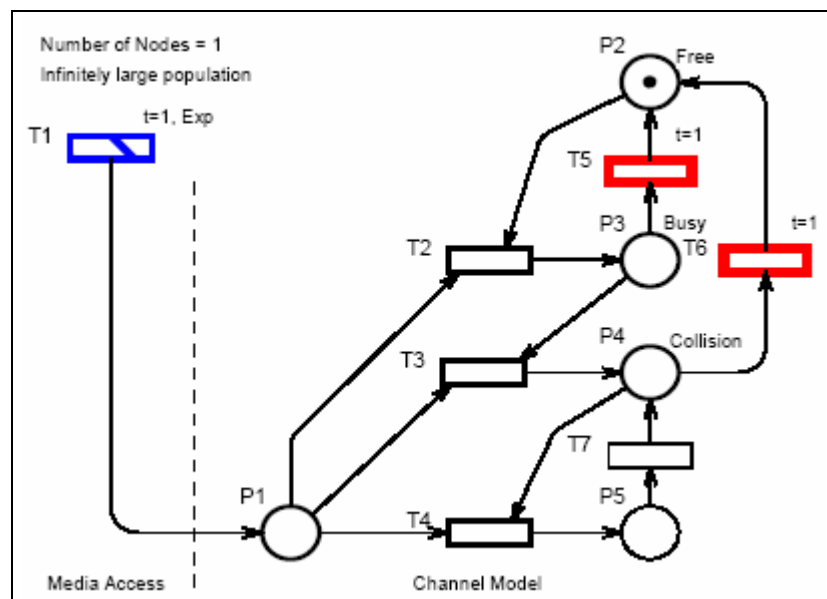 Number of Nodes = 1
Infinitely large population
P2
Free
t=1, Exp
T1
t=1
T5
P3
Busy
t=1
T2
T6
P4
Collision
T3
T7
P1
P5
T4
Media Access
Channel Model